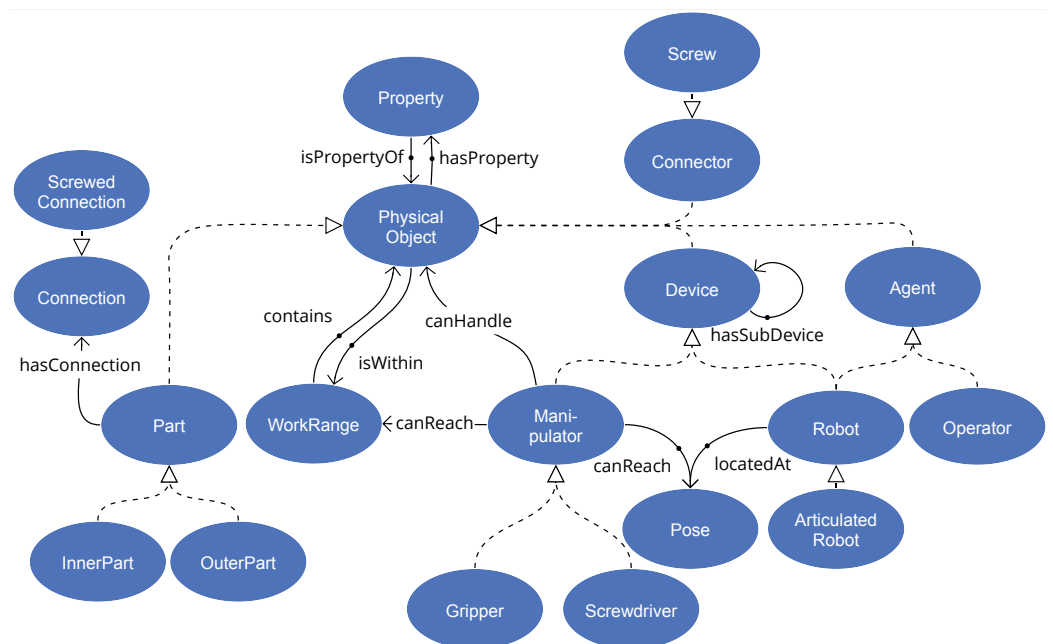 Screw
Property
isPropertyOf
hasProperty
Connector
Screwed
Connection
Physical
Object
Connection
Device
Agent
contains
canHandle
hasSubDevice
hasConnection
isWithin
Part
WorkRange
canReach
Mani-
pulator
Robot
Operator
canReach
locatedAt
Pose
Articulated
Robot
InnerPart
OuterPart
Gripper
Screwdriver